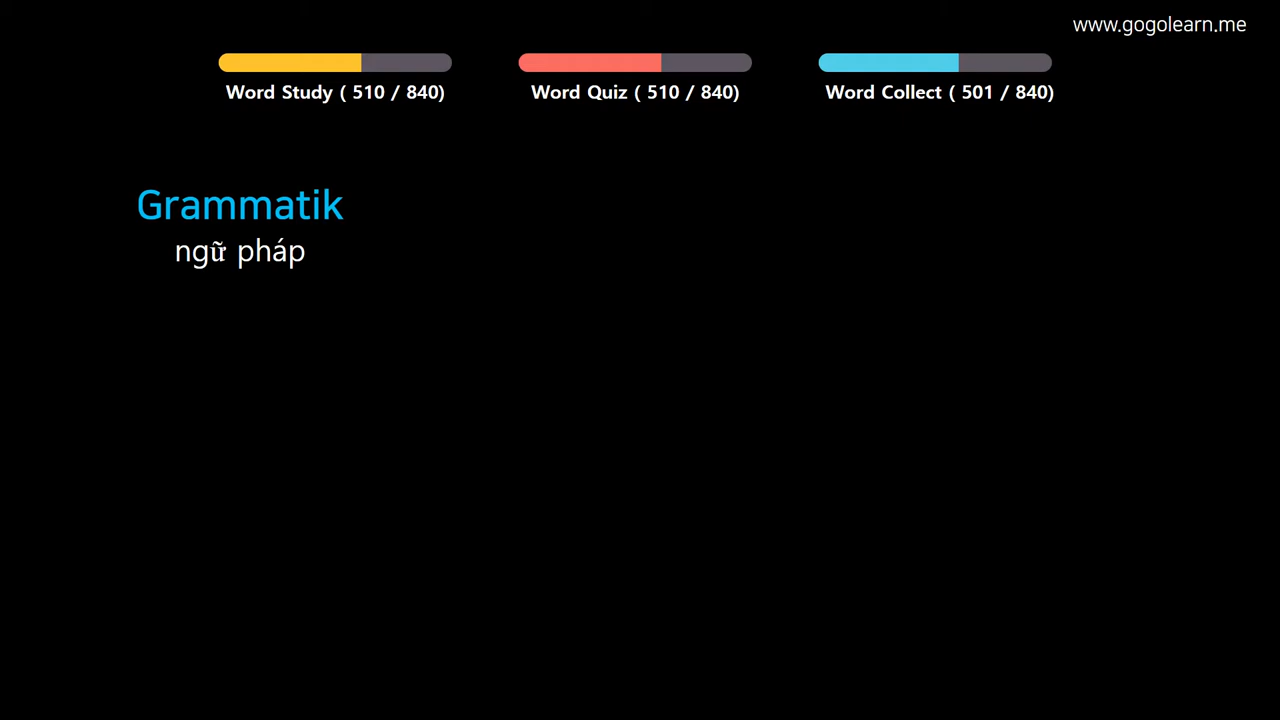 www.gogolearn.me
Word Study ( 510 / 840)
Word Quiz ( 510 / 840)
Word Collect ( 501 / 840)
Grammatik
ngữ pháp